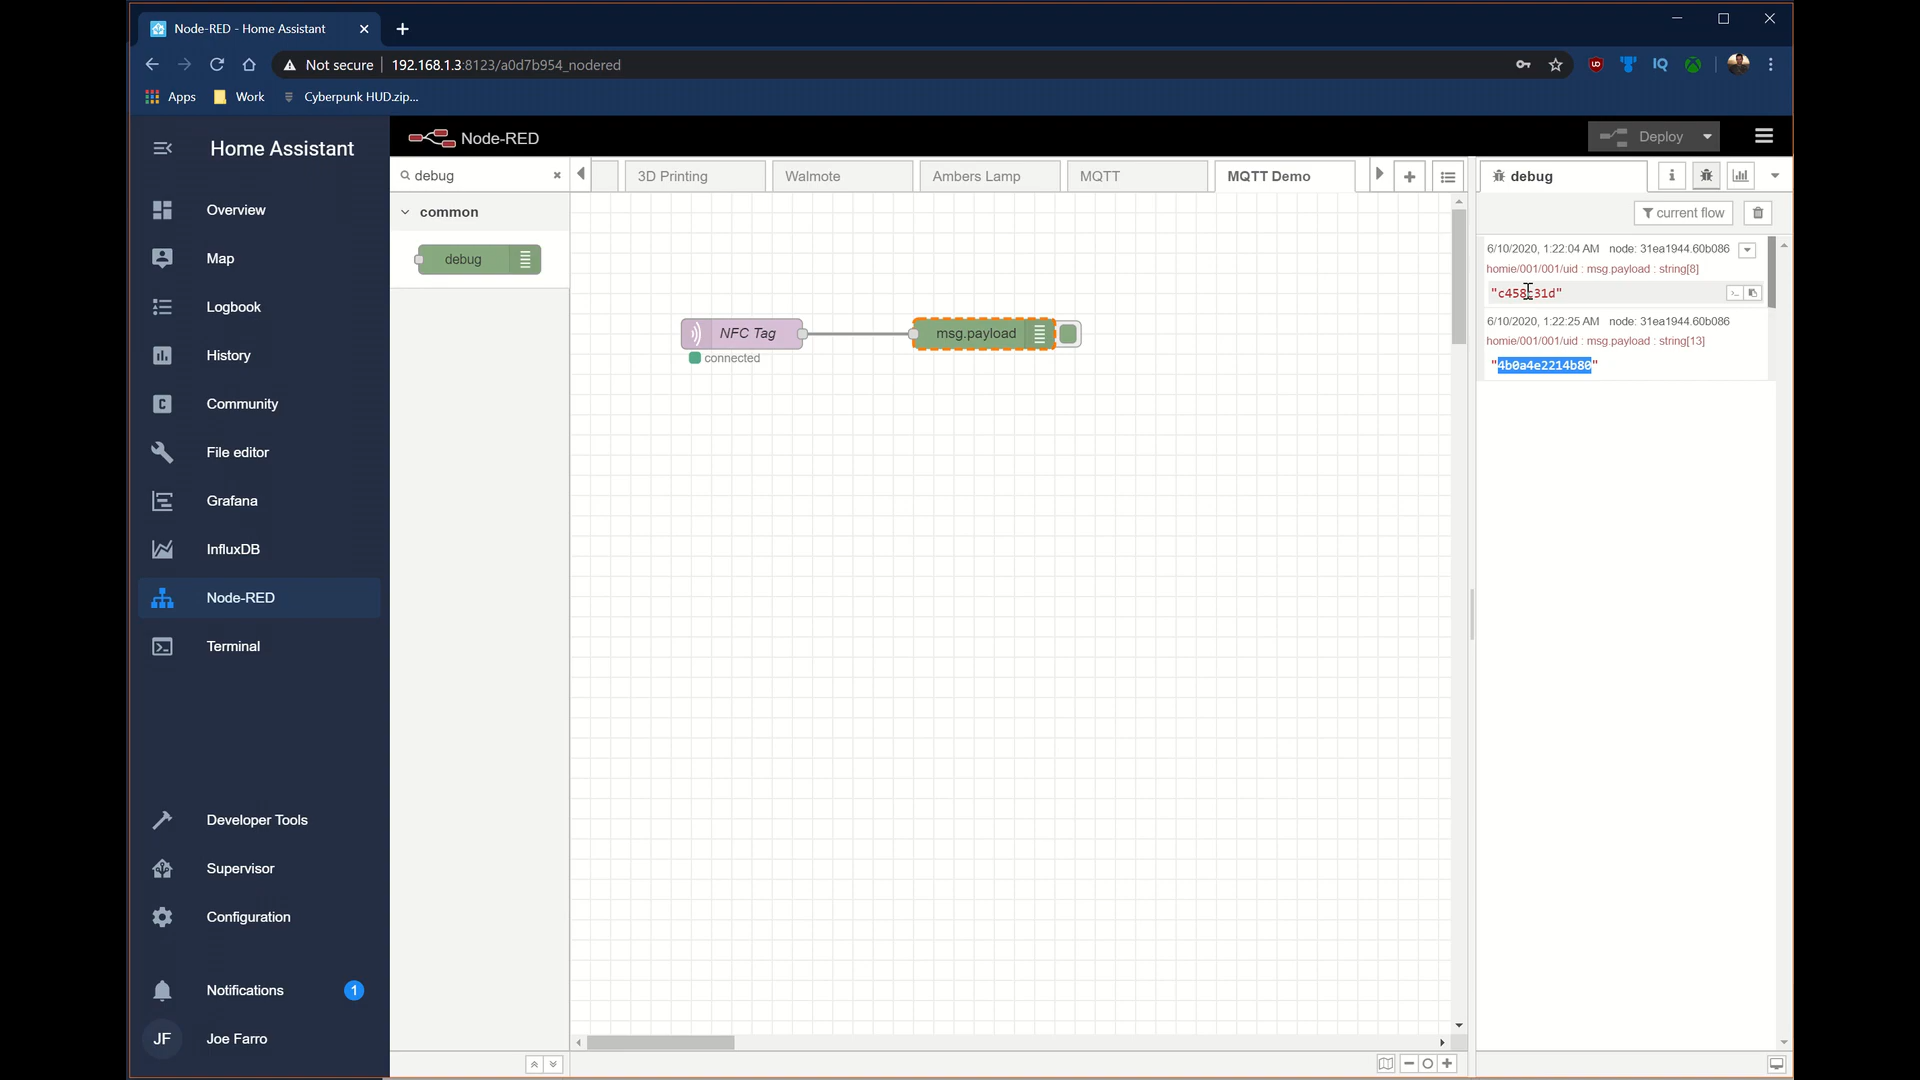 Node-RED - Home Assistant
Not secure
192.168.1.3:8123/a0d7b954_nodered
Apps
Work
Cyberpunk HUD.zip...
Home Assistant
Overview
Map
Logbook
History
Community
File editor
Grafana
InfluxDB
Node-RED
Terminal
Developer Tools
Supervisor
Configuration
Notifications
1
JF
Joe Farro
Node-RED
Deploy
debug
common
debug
3D Printing
Walmote
Ambers Lamp
MQTT
MQTT Demo
NFC Tag
connected
msg.payload
debug
current flow
6/10/2020, 1:22:04 AM node: 31ea1944.60b086
homie/001/001/uid : msg.payload : string[8]
"c458c31d"
6/10/2020, 1:22:25 AM node: 31ea1944.60b086
homie/001/001/uid : msg.payload : string[13]
"4b0a4e2214b80"